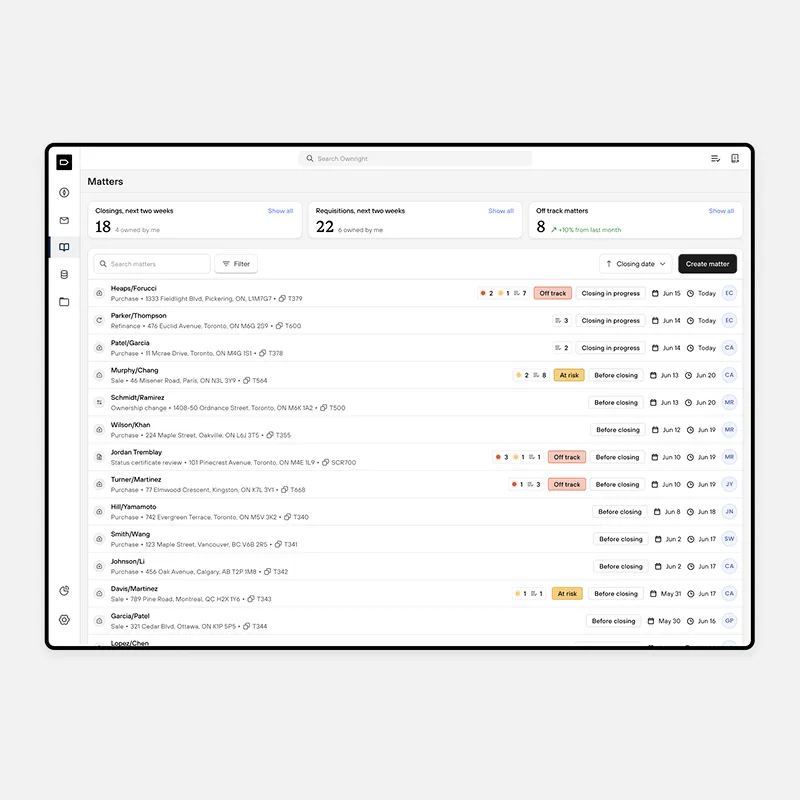 Search Ownright
Matters
Closings, next two weeks Show all
18 4 owned by me
Requisitions, next two weeks Show all
22 6 owned by me
Off track matters Show all
8 +10% from last month
Search matters Filter Closing date Create matter
Heaps/Forucci
Purchase • 1333 Fieldlight Blvd, Pickering, ON, L1M7G7 • T379
2 1 7 Off track Closing in progress Jun 15 Today EC
Parker/Thompson
Refinance • 476 Euclid Avenue, Toronto, ON M6G 2S9 • T600
3 Closing in progress Jun 14 Today EC
Patel/Garcia
Purchase • 11 Mcrae Drive, Toronto, ON M4G 1S1 • T378
2 Closing in progress Jun 14 Today CA
Murphy/Chang
Sale • 46 Misener Road, Paris, ON N3L 3Y9 • T564
2 8 At risk Before closing Jun 13 Jun 20 CA
Schmidt/Ramirez
Ownership change • 1408-50 Ordnance Street, Toronto, ON M6K 1A2 • T500
Before closing Jun 13 Jun 20 MR
Wilson/Khan
Purchase • 224 Maple Street, Oakville, ON L6J 3T5 • T355
Before closing Jun 12 Jun 19 MR
Jordan Tremblay
Status certificate review • 101 Pinecrest Avenue, Toronto, ON M4E 1L9 • SCR700
3 1 1 Off track Before closing Jun 10 Jun 19 MR
Turner/Martinez
Purchase • 77 Elmwood Crescent, Kingston, ON K7L 3Y1 • T668
1 3 Off track Before closing Jun 10 Jun 19 JY
Hill/Yamamoto
Purchase • 742 Evergreen Terrace, Toronto, ON M5V 3K2 • T340
Before closing Jun 8 Jun 18 JN
Smith/Wang
Purchase • 123 Maple Street, Vancouver, BC V6B 2R5 • T341
Before closing Jun 2 Jun 17 SW
Johnson/Li
Purchase • 456 Oak Avenue, Calgary, AB T2P 1M8 • T342
Before closing Jun 2 Jun 17 CA
Davis/Martinez
Sale • 789 Pine Road, Montreal, QC H2X 1Y6 • T343
1 1 At risk Before closing May 31 Jun 17 CA
Garcia/Patel
Sale • 321 Cedar Blvd, Ottawa, ON K1P 5P5 • T344
Before closing May 30 Jun 16 GP
Lopez/Chen